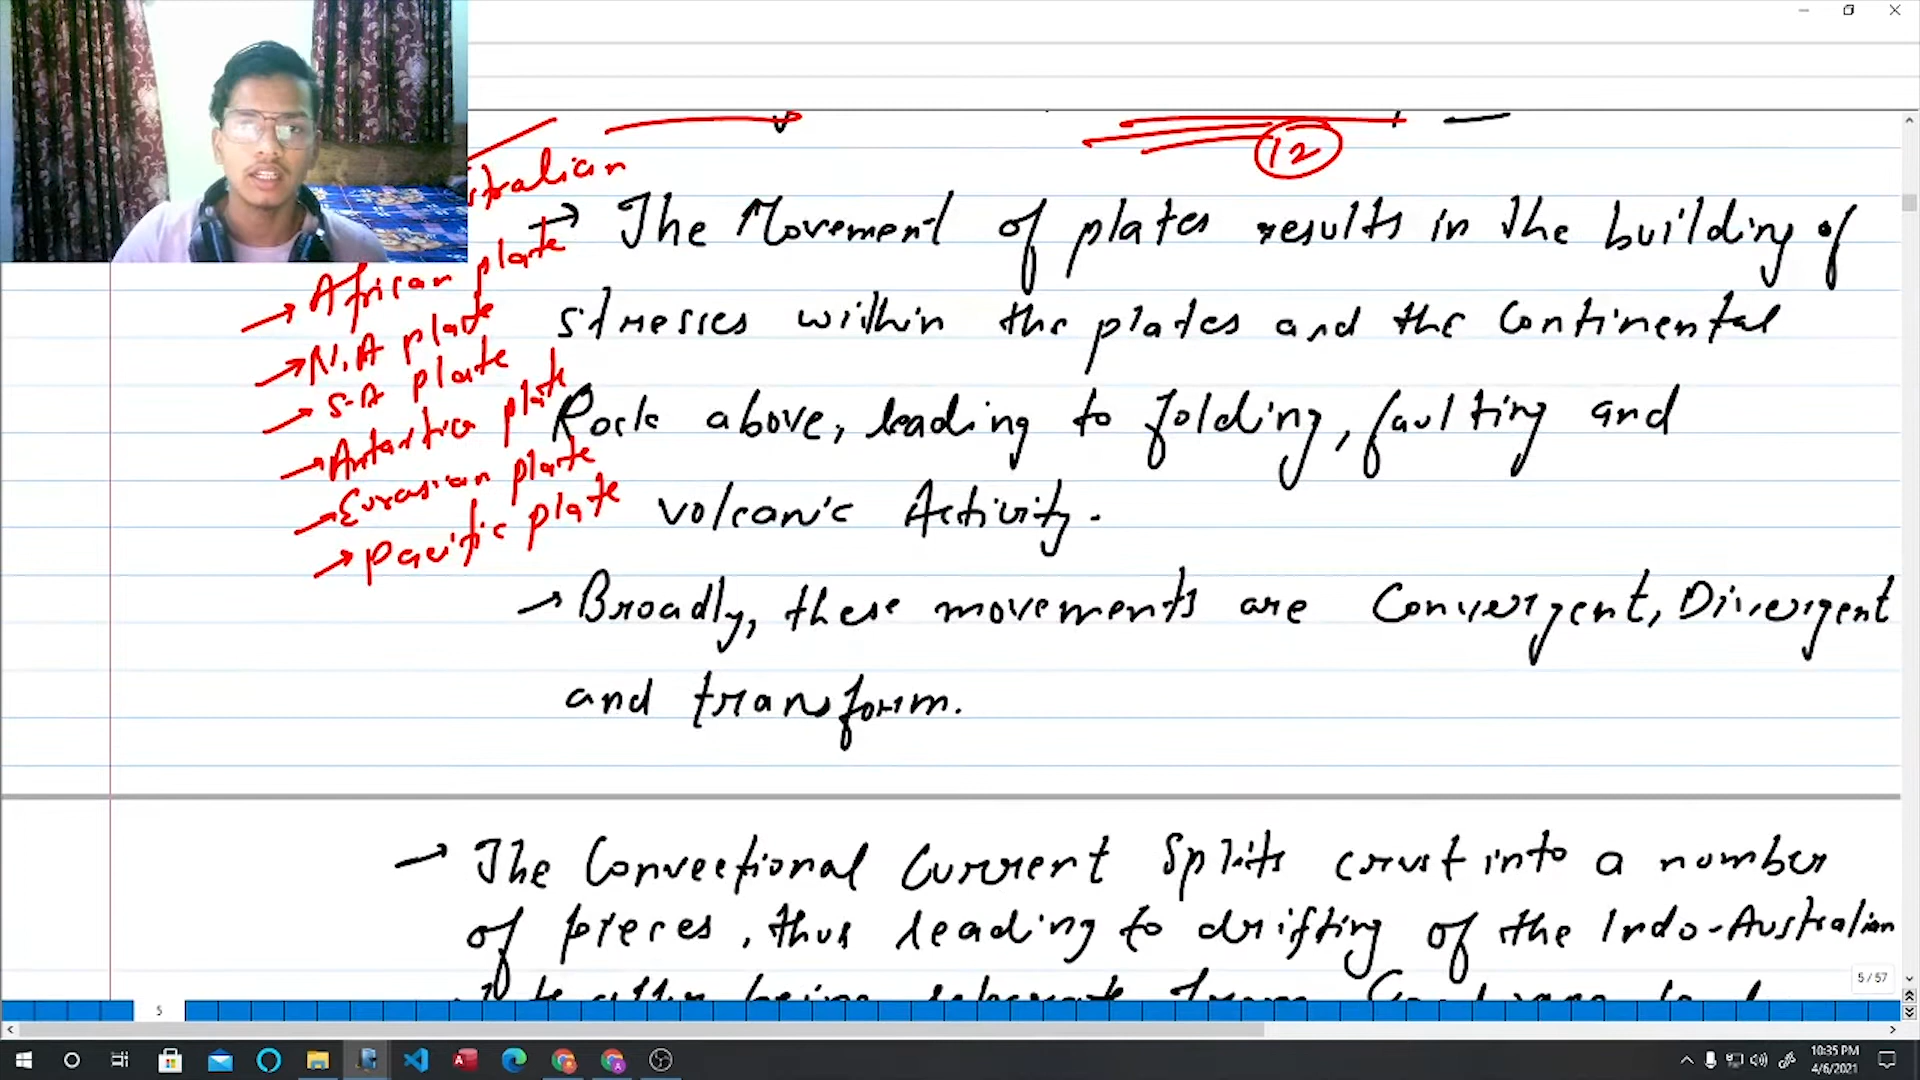 12
stralian
→ African plate
→ N.A plate
→ S-A plate
→ Antartica plate
→ Eurasian plate
→ pacific plate
→ The Movement of plates results in the building of
stresses within the plates and the Continental
Rock above, leading to folding, faulting and
volcanic Activity.
→ Broadly, these movements are Convergent, Divergent
and transform.
→ The Convectional Current Splits crust into a number
of pieces, thus leading to drifting of the Indo-Australian
5 / 57
5
10:35 PM
4/6/2021